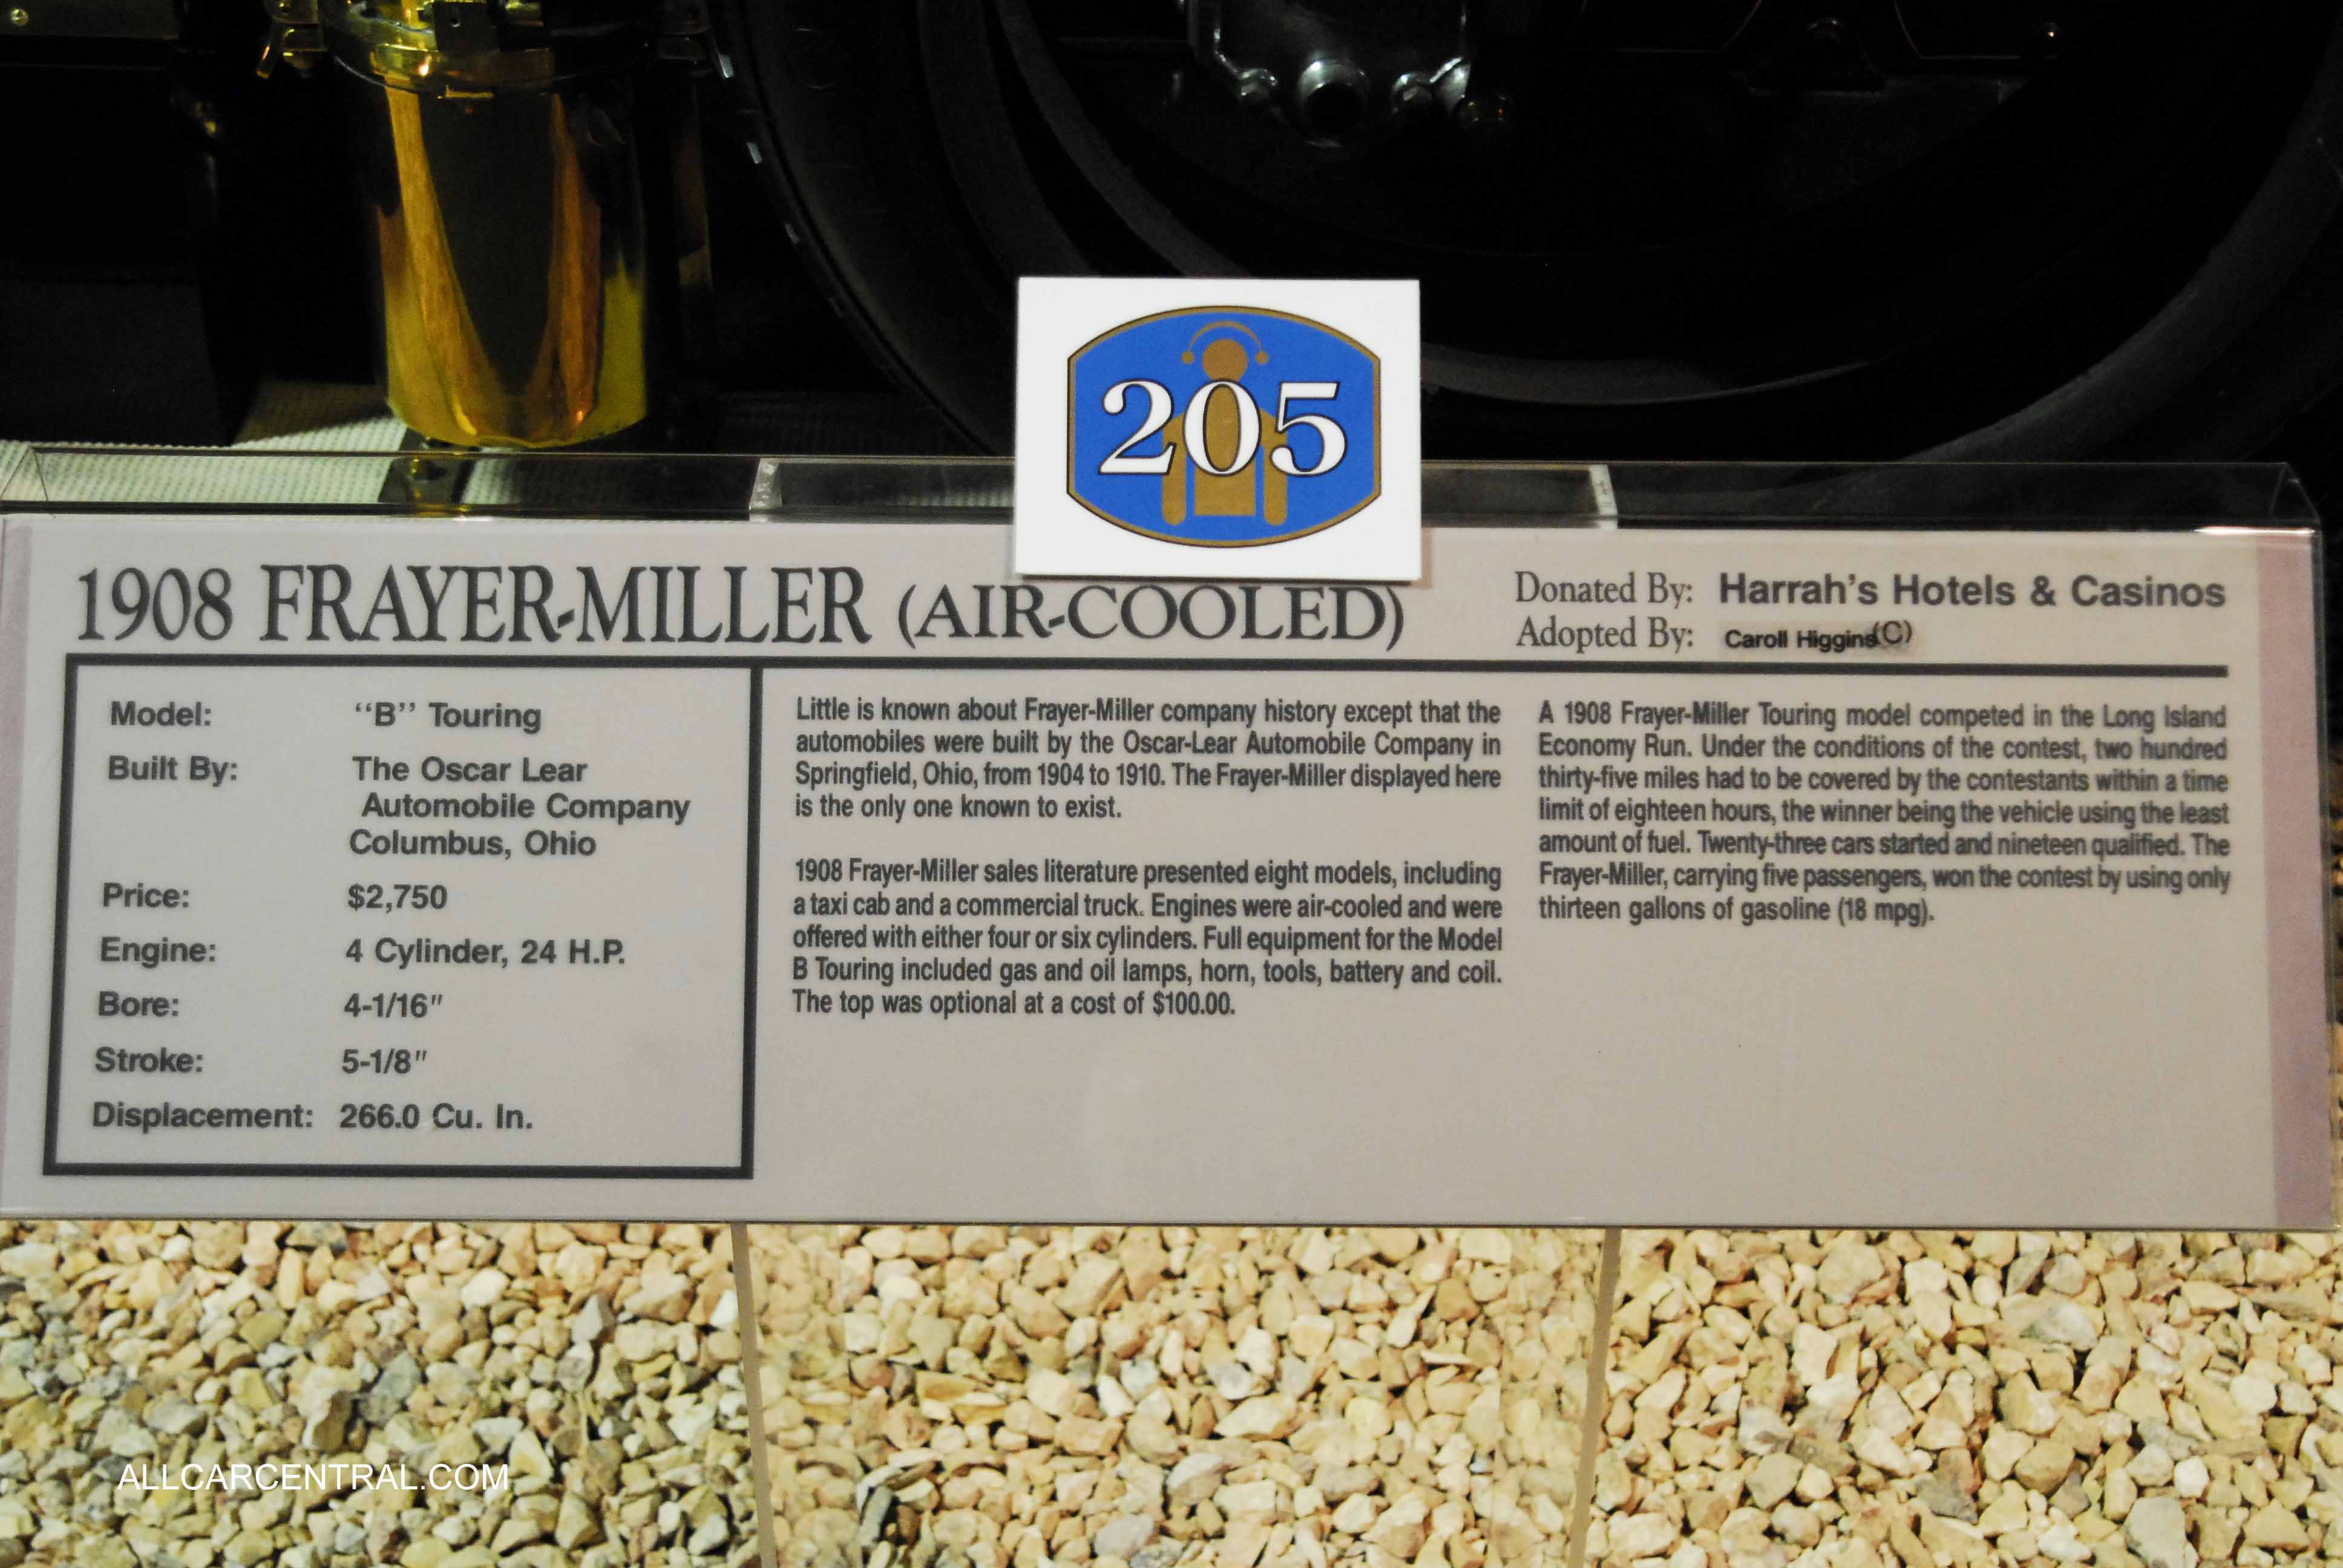 205
1908 FRAYER-MILLER (AIR-COOLED)
Donated By: Harrah's Hotels & Casinos
Adopted By: Caroll Higgins (C)
Model: "B" Touring
Built By: The Oscar Lear
Automobile Company
Columbus, Ohio
Price: $2,750
Engine: 4 Cylinder, 24 H.P.
Bore: 4-1/16"
Stroke: 5-1/8"
Displacement: 266.0 Cu. In.
Little is known about Frayer-Miller company history except that the
automobiles were built by the Oscar-Lear Automobile Company in
Springfield, Ohio, from 1904 to 1910. The Frayer-Miller displayed here
is the only one known to exist.
1908 Frayer-Miller sales literature presented eight models, including
a taxi cab and a commercial truck. Engines were air-cooled and were
offered with either four or six cylinders. Full equipment for the Model
B Touring included gas and oil lamps, horn, tools, battery and coil.
The top was optional at a cost of $100.00.
A 1908 Frayer-Miller Touring model competed in the Long Island
Economy Run. Under the conditions of the contest, two hundred
thirty-five miles had to be covered by the contestants within a time
limit of eighteen hours, the winner being the vehicle using the least
amount of fuel. Twenty-three cars started and nineteen qualified. The
Frayer-Miller, carrying five passengers, won the contest by using only
thirteen gallons of gasoline (18 mpg).
ALLCARCENTRAL.COM